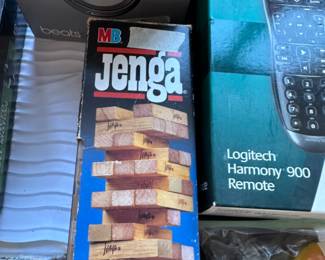 beats
MB
Jenga
Logitech
Harmony 900
Remote